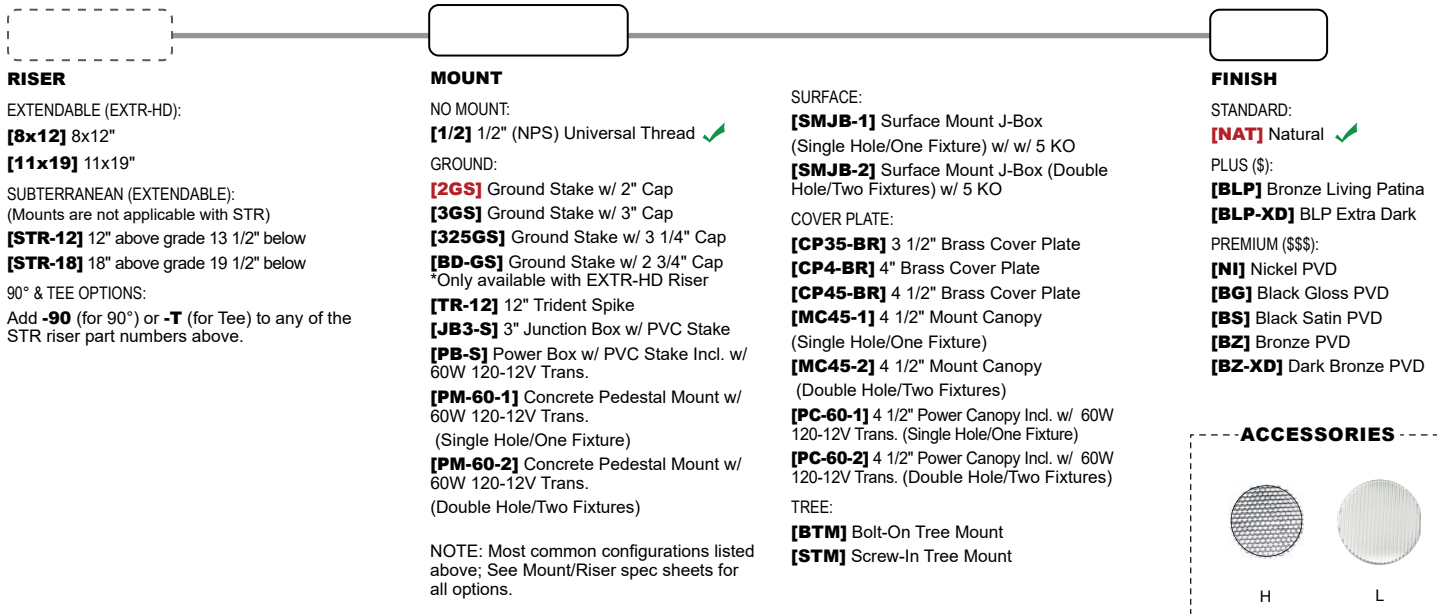 RISER
EXTENDABLE (EXTR-HD):
[8x12] 8x12"
[11x19] 11x19"
SUBTERRANEAN (EXTENDABLE):
(Mounts are not applicable with STR)
[STR-12] 12" above grade 13 1/2" below
[STR-18] 18" above grade 19 1/2" below
90° & TEE OPTIONS:
Add -90 (for 90°) or -T (for Tee) to any of the
STR riser part numbers above.
MOUNT
NO MOUNT:
[1/2] 1/2" (NPS) Universal Thread
GROUND:
[2GS] Ground Stake w/ 2" Cap
[3GS] Ground Stake w/ 3" Cap
[325GS] Ground Stake w/ 3 1/4" Cap
[BD-GS] Ground Stake w/ 2 3/4" Cap
*Only available with EXTR-HD Riser
[TR-12] 12" Trident Spike
[JB3-S] 3" Junction Box w/ PVC Stake
[PB-S] Power Box w/ PVC Stake Incl. w/
60W 120-12V Trans.
[PM-60-1] Concrete Pedestal Mount w/
60W 120-12V Trans.
(Single Hole/One Fixture)
[PM-60-2] Concrete Pedestal Mount w/
60W 120-12V Trans.
(Double Hole/Two Fixtures)
NOTE: Most common configurations listed
above; See Mount/Riser spec sheets for
all options.
SURFACE:
[SMJB-1] Surface Mount J-Box
(Single Hole/One Fixture) w/ w/ 5 KO
[SMJB-2] Surface Mount J-Box (Double
Hole/Two Fixtures) w/ 5 KO
COVER PLATE:
[CP35-BR] 3 1/2" Brass Cover Plate
[CP4-BR] 4" Brass Cover Plate
[CP45-BR] 4 1/2" Brass Cover Plate
[MC45-1] 4 1/2" Mount Canopy
(Single Hole/One Fixture)
[MC45-2] 4 1/2" Mount Canopy
(Double Hole/Two Fixtures)
[PC-60-1] 4 1/2" Power Canopy Incl. w/ 60W
120-12V Trans. (Single Hole/One Fixture)
[PC-60-2] 4 1/2" Power Canopy Incl. w/ 60W
120-12V Trans. (Double Hole/Two Fixtures)
TREE:
[BTM] Bolt-On Tree Mount
[STM] Screw-In Tree Mount
FINISH
STANDARD:
[NAT] Natural
PLUS ($):
[BLP] Bronze Living Patina
[BLP-XD] BLP Extra Dark
PREMIUM ($$$):
[NI] Nickel PVD
[BG] Black Gloss PVD
[BS] Black Satin PVD
[BZ] Bronze PVD
[BZ-XD] Dark Bronze PVD
ACCESSORIES
H L